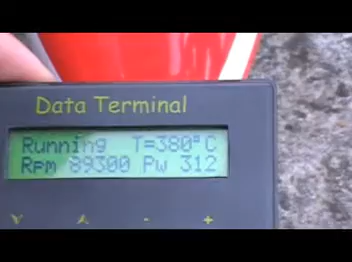 Data Terminal
Running T=380°C
Rpm 89300 Pw 312
- +